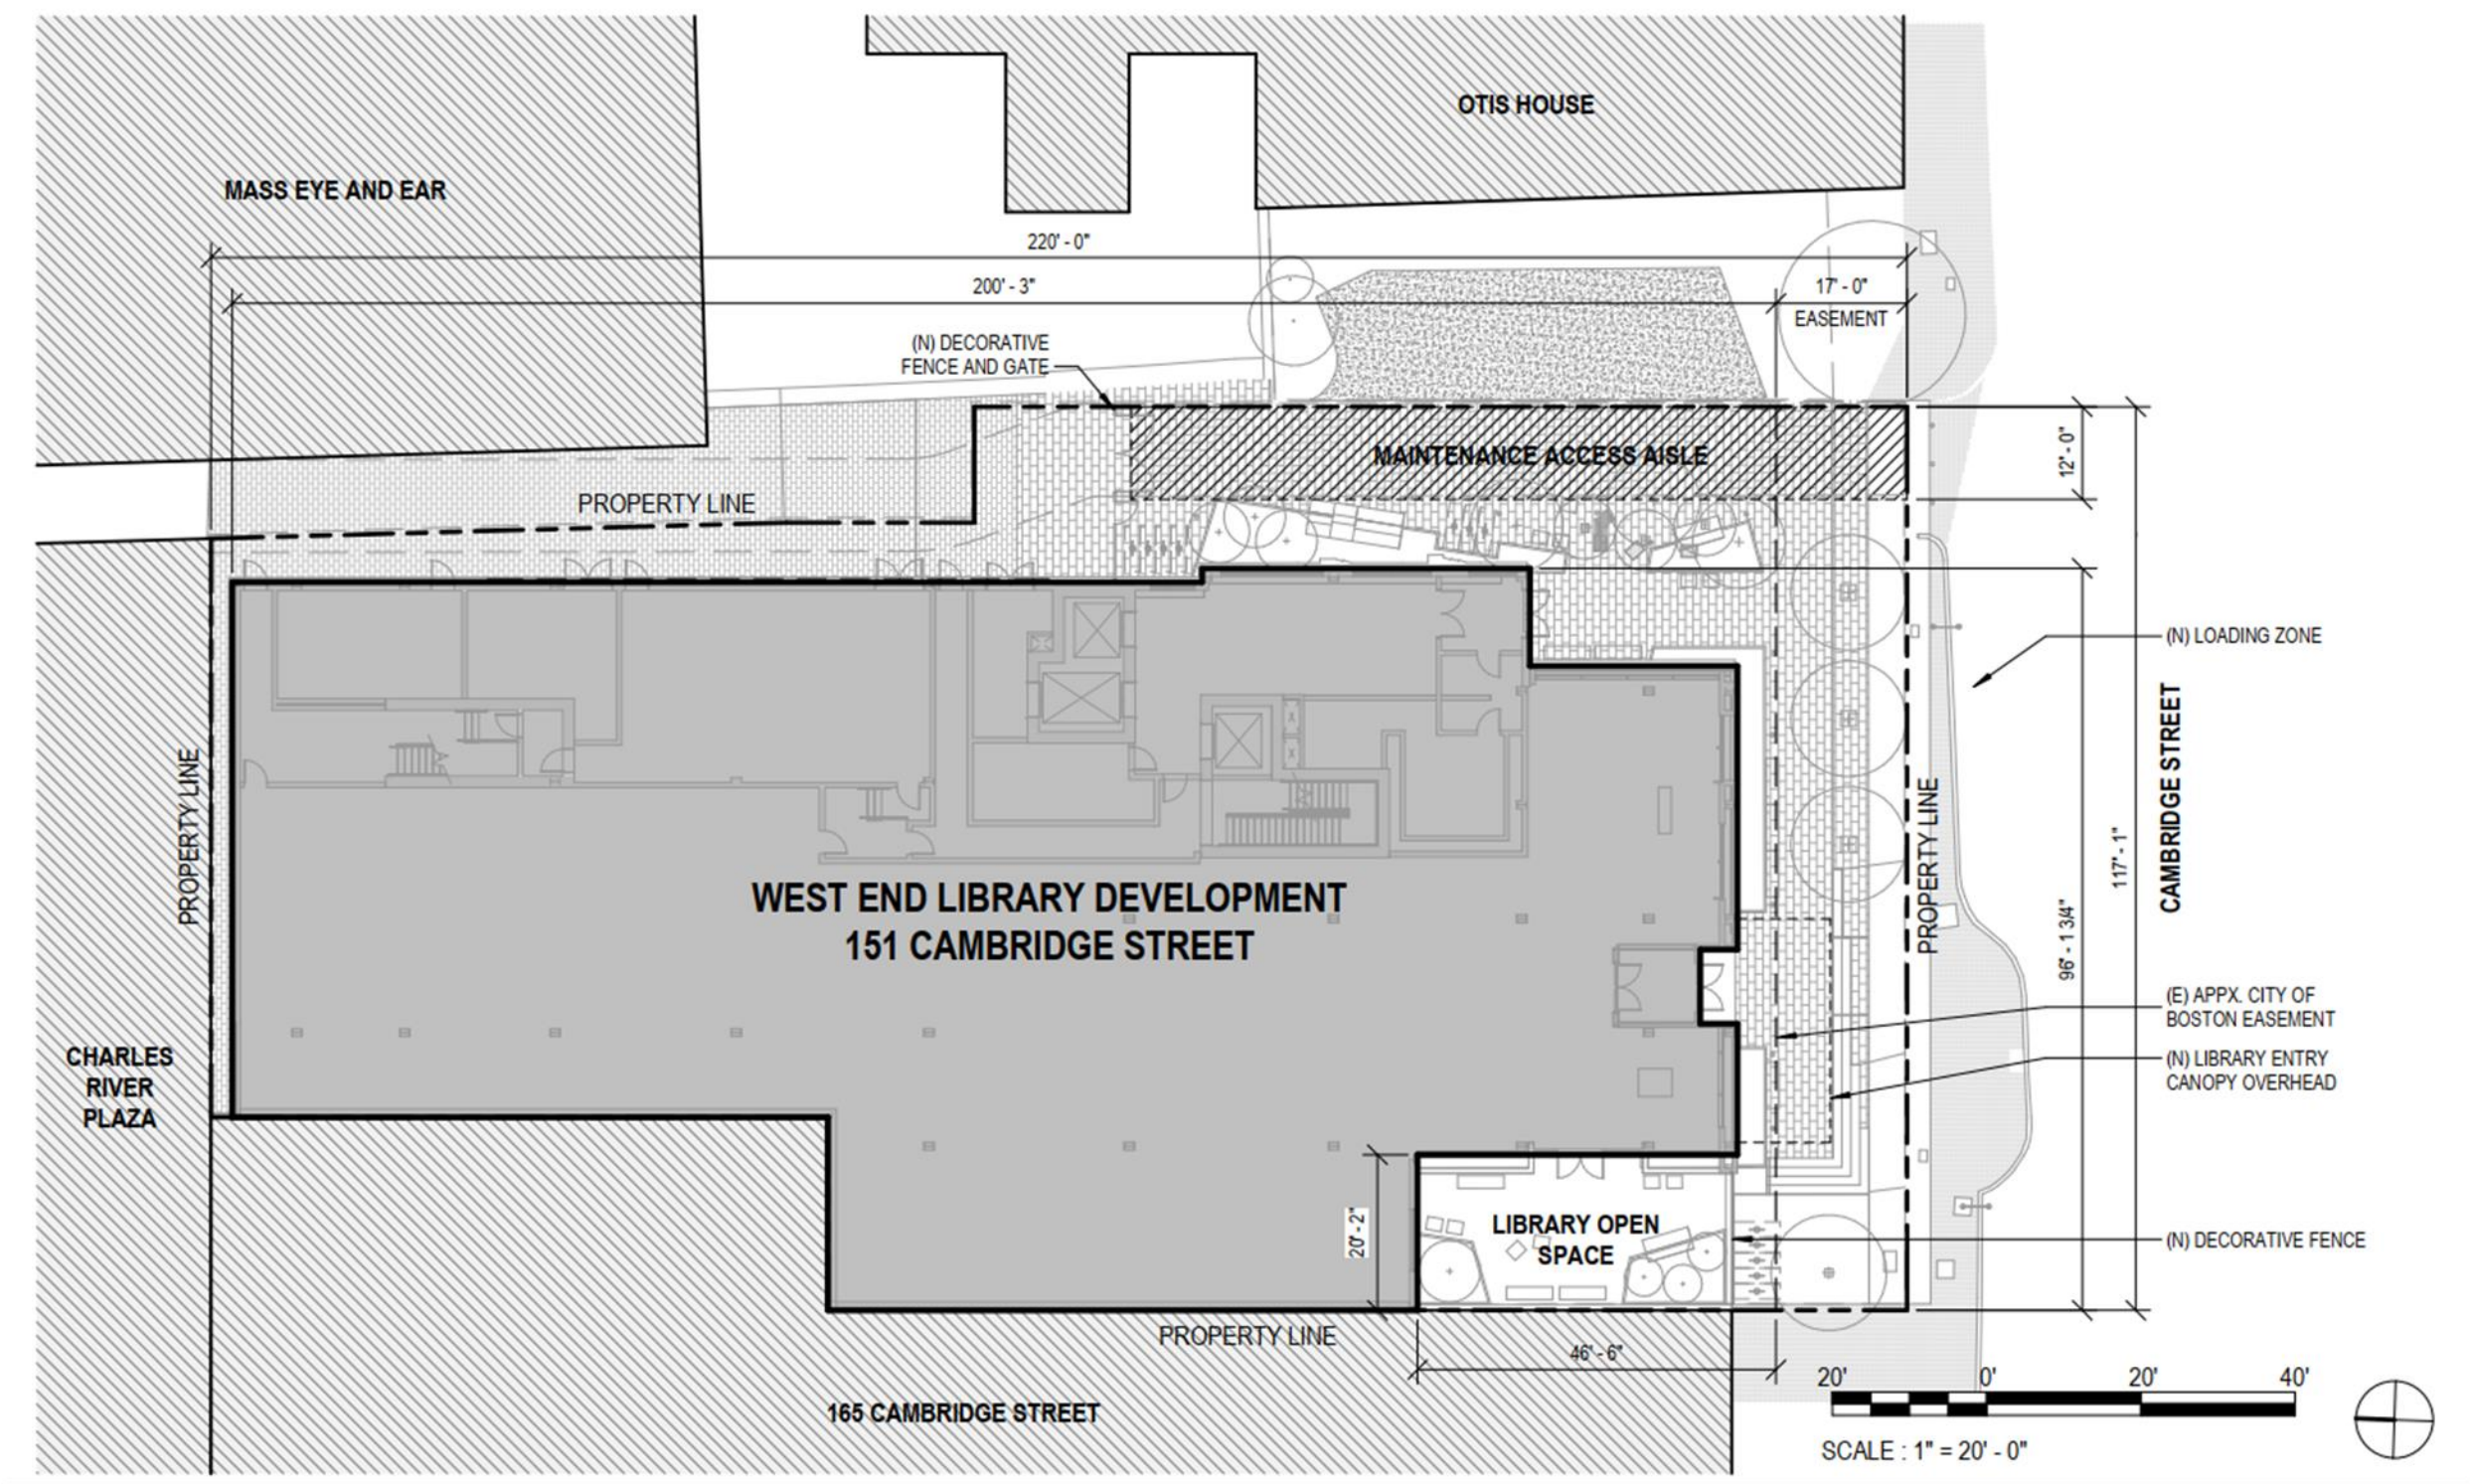 OTIS HOUSE
MASS EYE AND EAR
220' - 0"
200' - 3"
17' - 0"
EASEMENT
(N) DECORATIVE
FENCE AND GATE
MAINTENANCE ACCESS AISLE
12' - 0"
PROPERTY LINE
(N) LOADING ZONE
CAMBRIDGE STREET
PROPERTY LINE
PROPERTY LINE
117' - 1"
96' - 1 3/4"
WEST END LIBRARY DEVELOPMENT
151 CAMBRIDGE STREET
(E) APPX. CITY OF
BOSTON EASEMENT
(N) LIBRARY ENTRY
CANOPY OVERHEAD
CHARLES
RIVER
PLAZA
20' - 2"
LIBRARY OPEN
SPACE
(N) DECORATIVE FENCE
PROPERTY LINE
46' - 6"
165 CAMBRIDGE STREET
20' 0' 20' 40'
SCALE : 1" = 20' - 0"